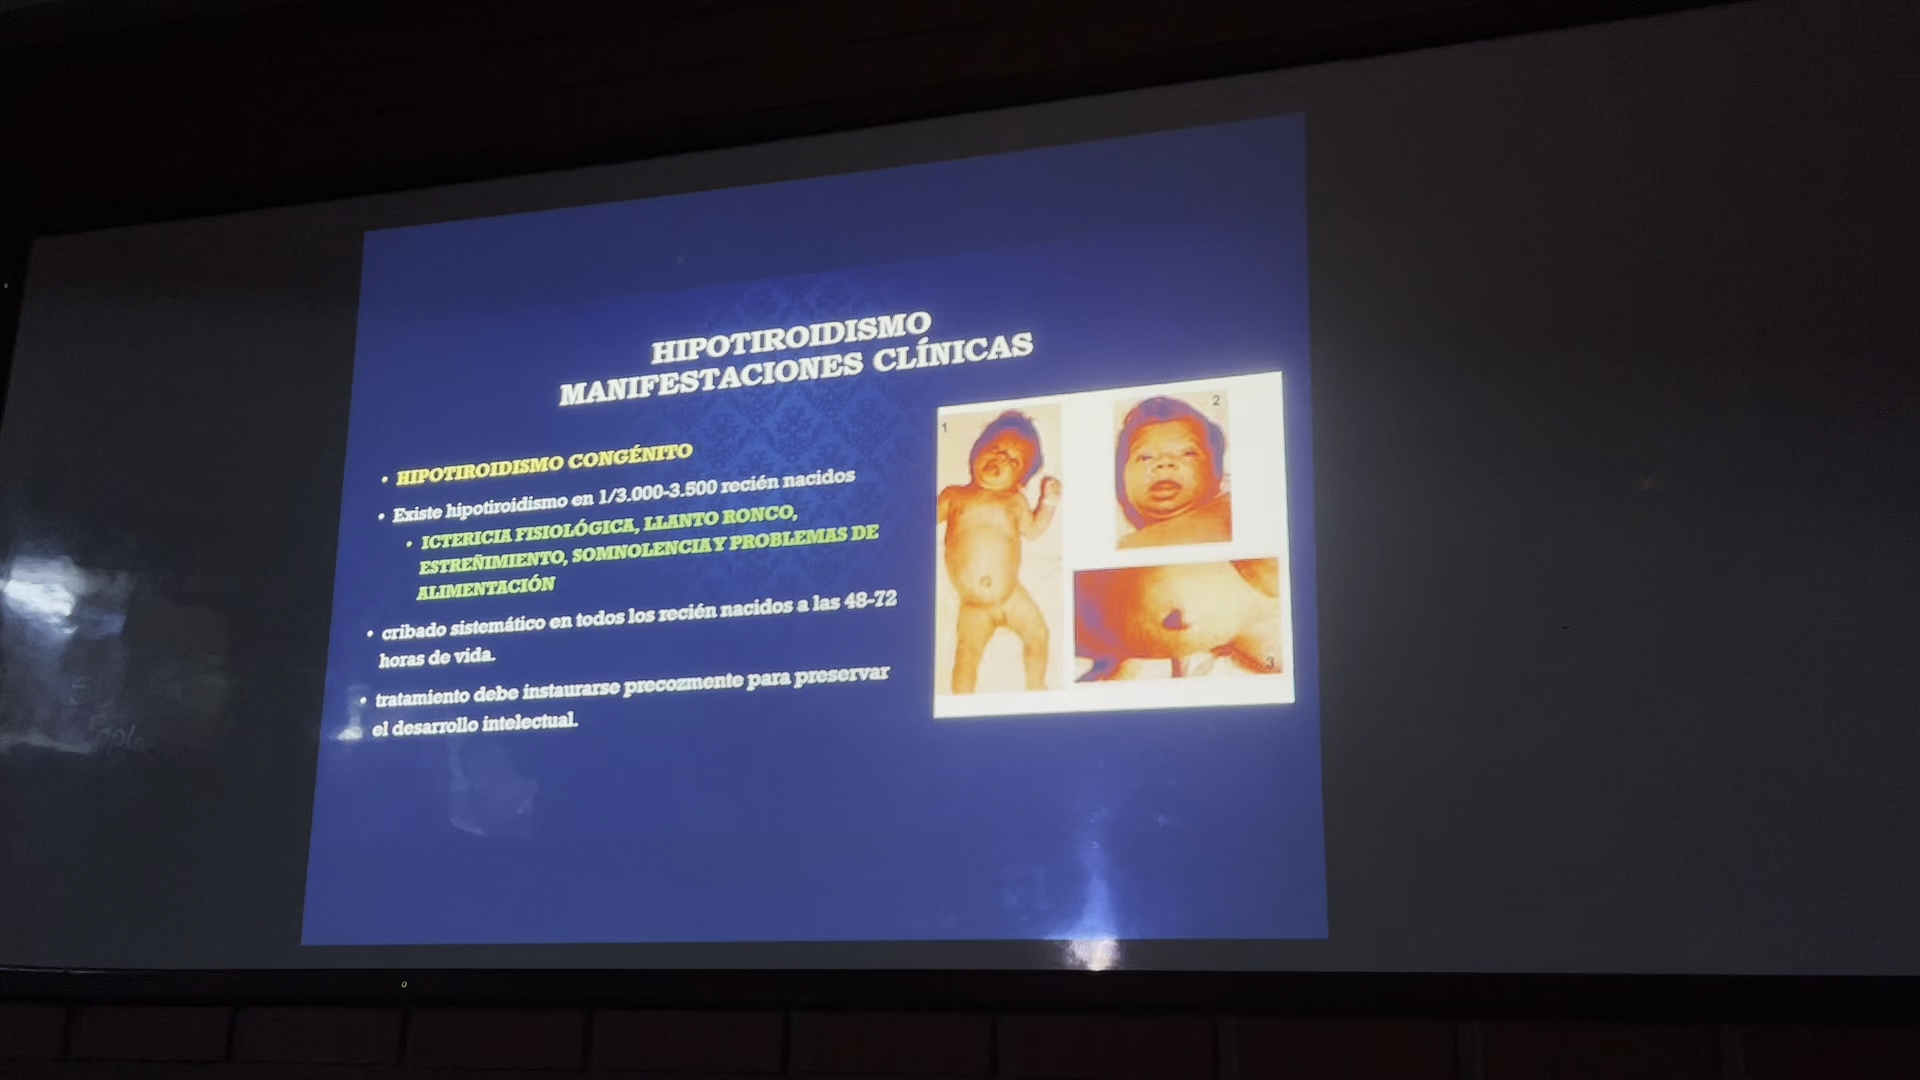 HIPOTIROIDISMO
MANIFESTACIONES CLÍNICAS
• HIPOTIROIDISMO CONGÉNITO
• Existe hipotiroidismo en 1/3.000-3.500 recién nacidos
• ICTERICIA FISIOLÓGICA, LLANTO RONCO,
ESTREÑIMIENTO, SOMNOLENCIA Y PROBLEMAS DE
ALIMENTACIÓN
• cribado sistemático en todos los recién nacidos a las 48-72
horas de vida.
• tratamiento debe instaurarse precozmente para preservar
el desarrollo intelectual.
1
2
3